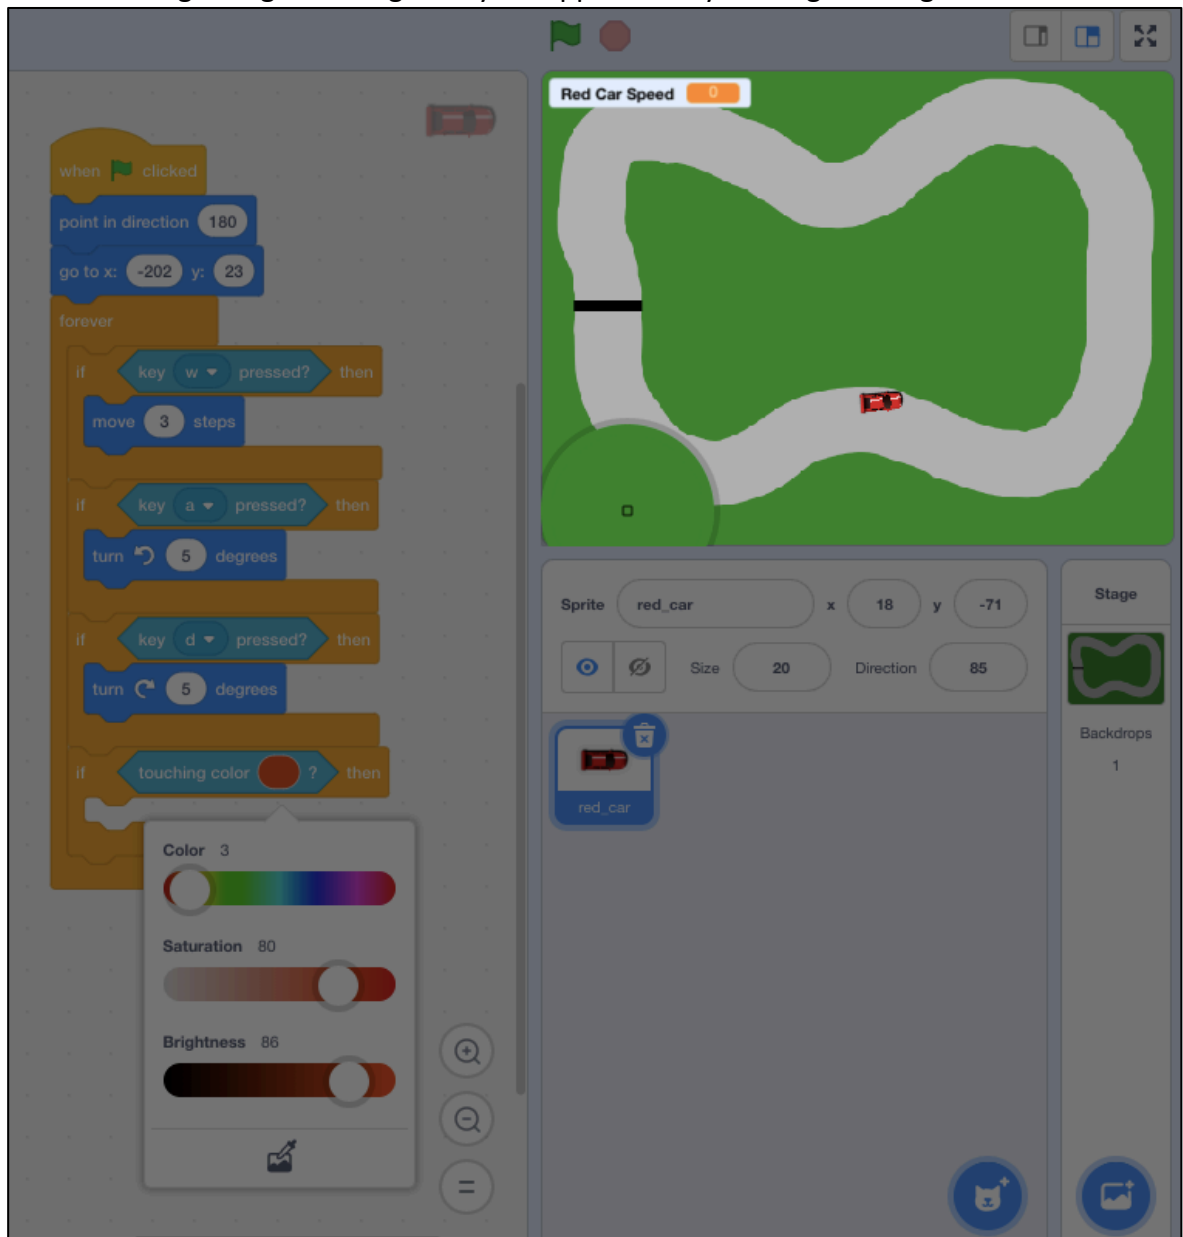 Red Car Speed 0
when clicked
point in direction 180
go to x: -202 y: 23
forever
if key w pressed? then
move 3 steps
if key a pressed? then
turn 5 degrees
if key d pressed? then
turn 5 degrees
if touching color ? then
Color 3
Saturation 80
Brightness 86
Sprite red_car x 18 y -71
Size 20 Direction 85
red_car
Stage
Backdrops
1